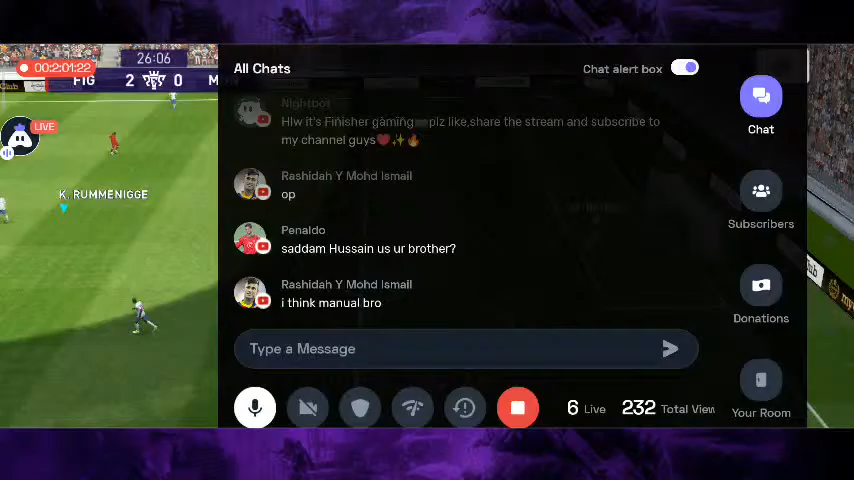 26:06
00:2:01:22
FIG 2 0 M
LIVE
K. RUMMENIGGE
All Chats
Chat alert box
Nightbot
HIw it's Finisher gaming plz like,share the stream and subscribe to
my channel guys❤️✨🔥
Rashidah Y Mohd Ismail
op
Penaldo
saddam Hussain us ur brother?
Rashidah Y Mohd Ismail
i think manual bro
Type a Message
6 Live 232 Total View
Chat
Subscribers
Donations
Your Room